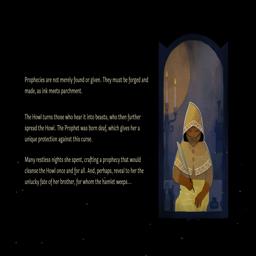 Prophecies are not merely found or given. They must be forged and
made, as ink meets parchment.
The Howl turns those who hear it into beasts, who then further
spread the Howl. The Prophet was born deaf, which gives her a
unique protection against this curse.
Many restless nights she spent, crafting a prophecy that would
cleanse the Howl once and for all. And, perhaps, reveal to her the
unlucky fate of her brother, for whom the hamlet weeps...